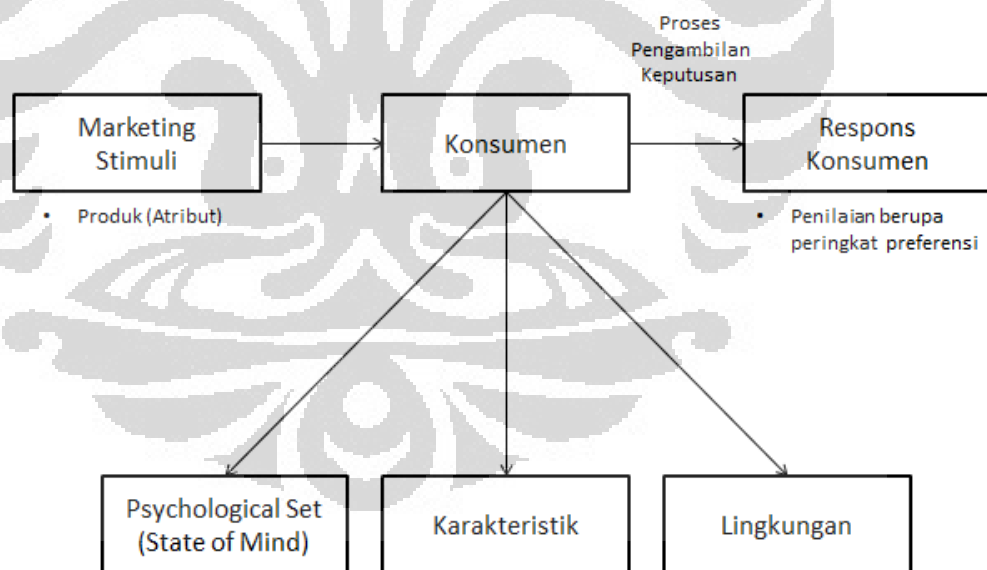 Proses
Pengambilan
Keputusan
Marketing
Stimuli
Konsumen
Respons
Konsumen
• Produk (Atribut)
• Penilaian berupa
peringkat preferensi
Psychological Set
(State of Mind)
Karakteristik
Lingkungan